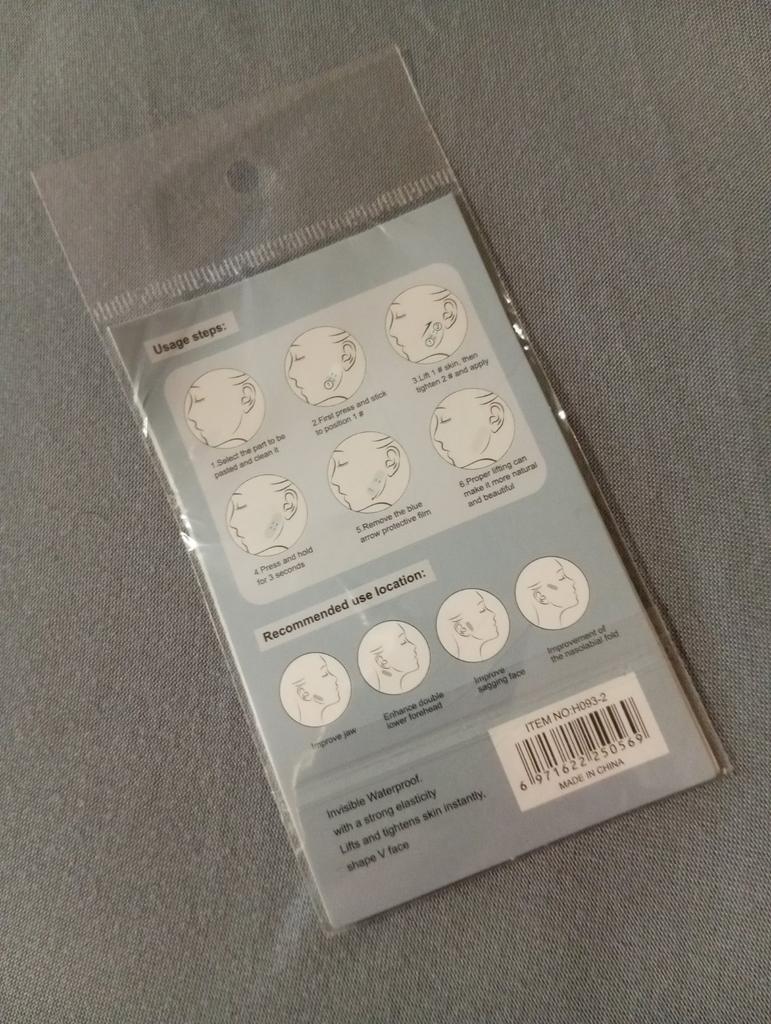 Usage steps:
1.Select the part to be
pasted and clean it
2.First press and stick
to position 1 #
3.Lift 1 # skin, then
tighten 2 # and apply
4.Press and hold
for 3 seconds
5.Remove the blue
arrow protective film
6.Proper lifting can
make it more natural
and beautiful
Recommended use location:
Improve jaw
Enhance double
lower forehead
Improve
sagging face
Improvement of
the nasolabial fold
ITEM NO:H093-2
6 971622 250569
MADE IN CHINA
Invisible Waterproof.
with a strong elasticity
Lifts and tightens skin instantly,
shape V face